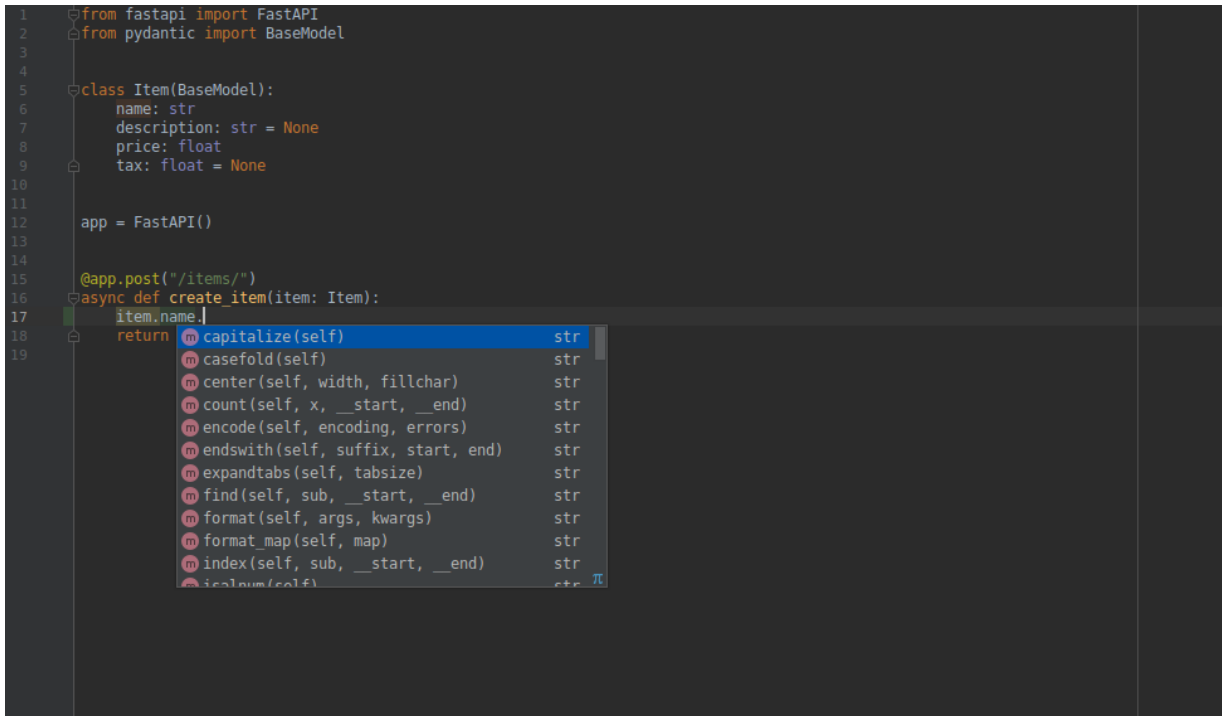 1 from fastapi import FastAPI
2 from pydantic import BaseModel
3
4
5 class Item(BaseModel):
6     name: str
7     description: str = None
8     price: float
9     tax: float = None
10
11
12 app = FastAPI()
13
14
15 @app.post("/items/")
16 async def create_item(item: Item):
17     item.name.
18     return
19
m capitalize(self) str
m casefold(self) str
m center(self, width, fillchar) str
m count(self, x, __start, __end) str
m encode(self, encoding, errors) str
m endswith(self, suffix, start, end) str
m expandtabs(self, tabsize) str
m find(self, sub, __start, __end) str
m format(self, args, kwargs) str
m format_map(self, map) str
m index(self, sub, __start, __end) str
m isalnum(self) str π